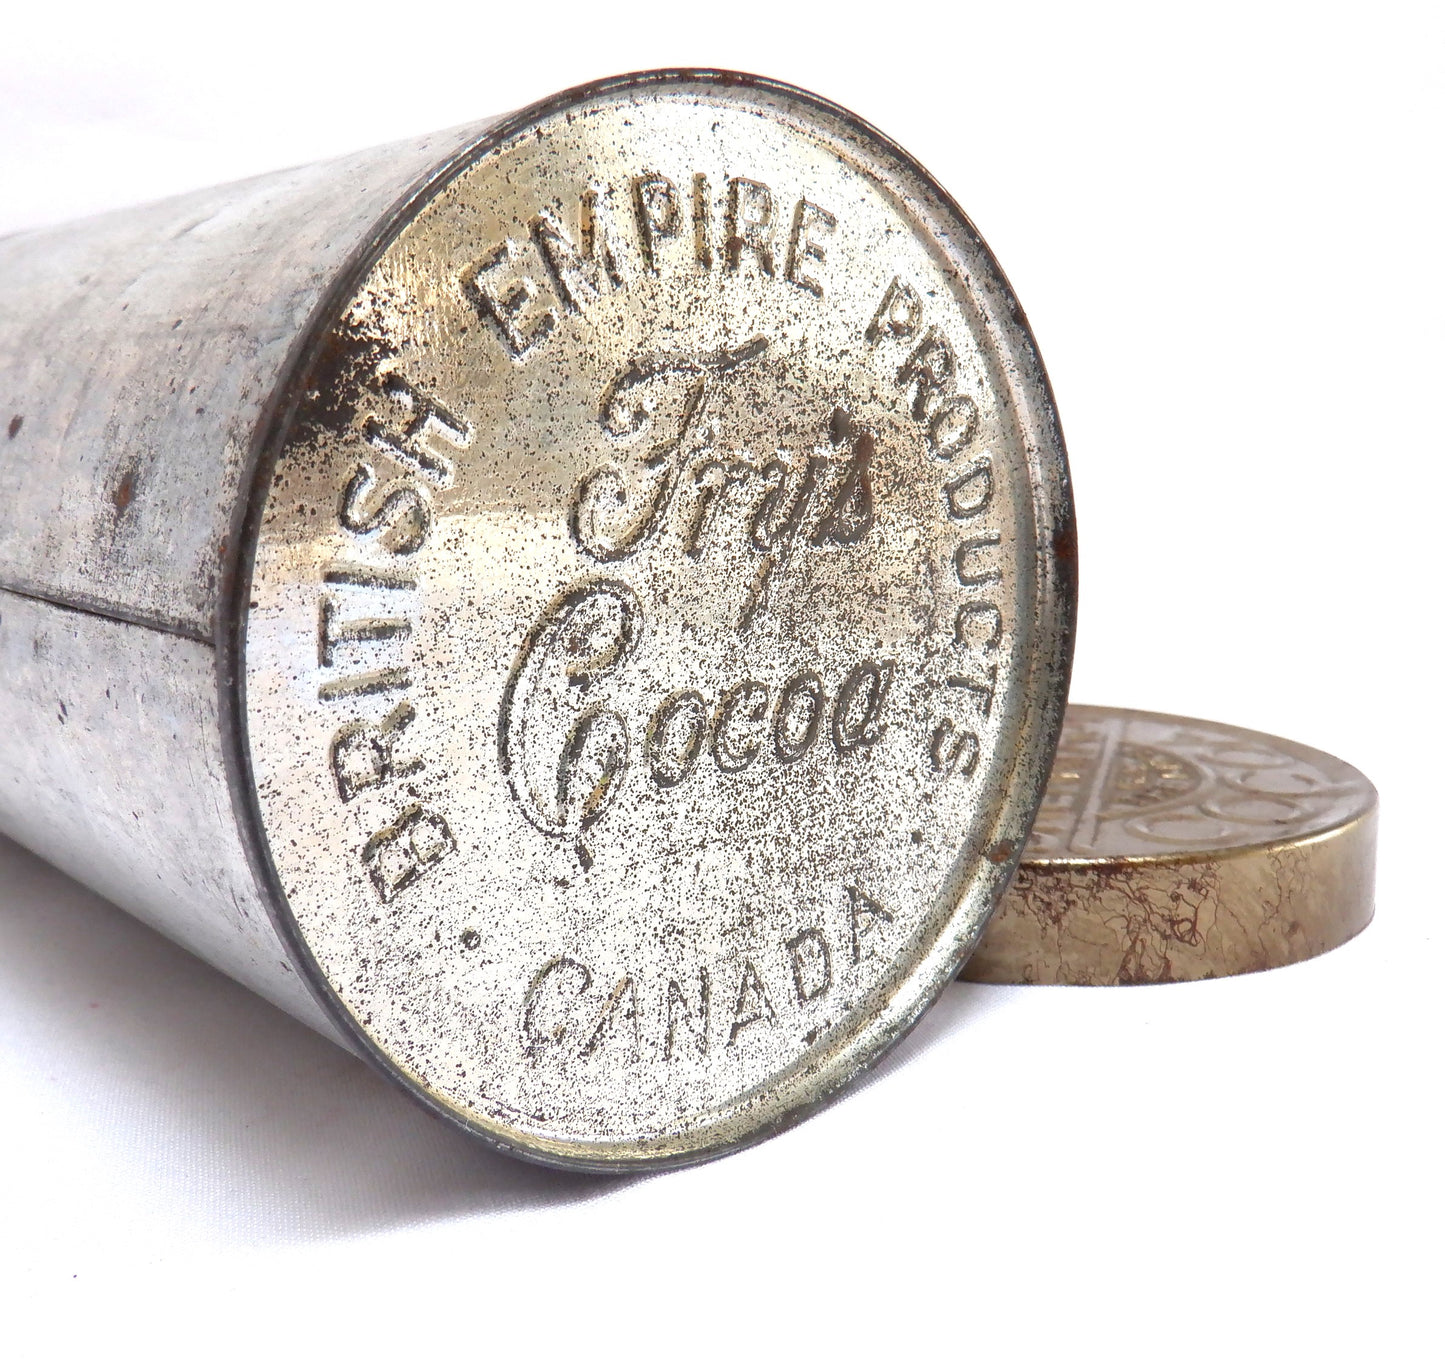 BRITISH EMPIRE PRODUCTS
Fry's
Cocoa
• CANADA •